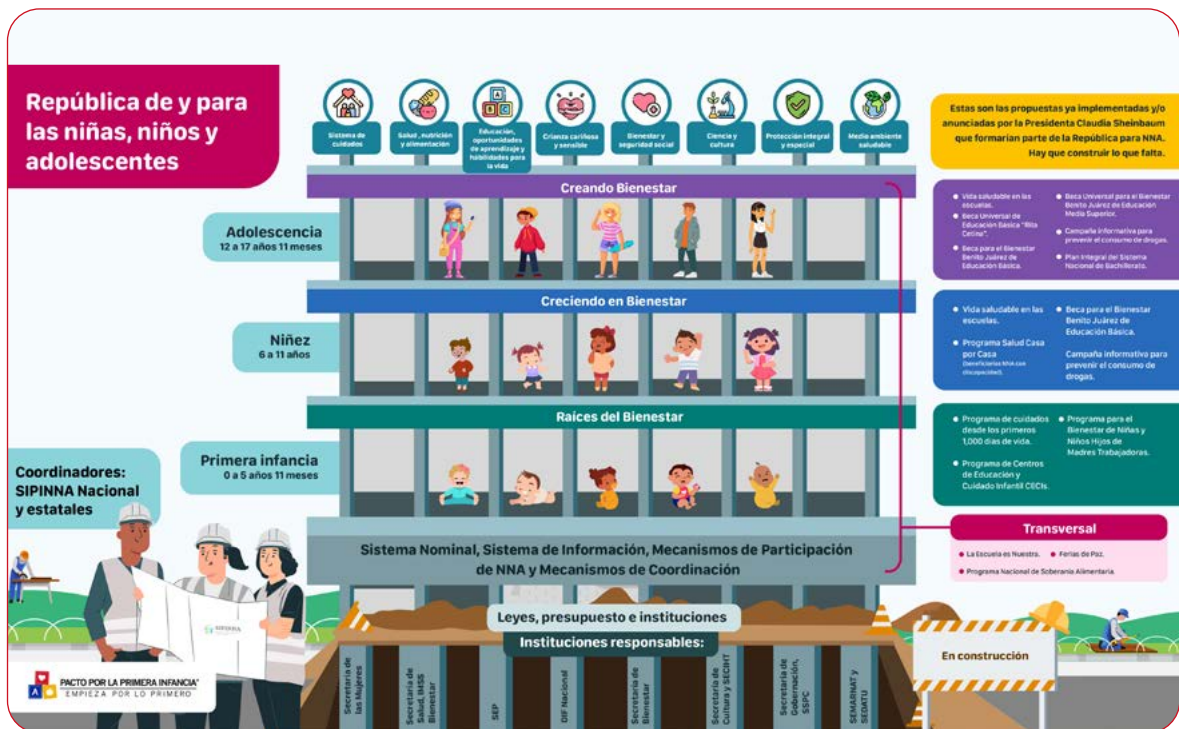 República de y para
las niñas, niños y
adolescentes
Sistema de
cuidados
Salud, nutrición
y alimentación
Educación,
oportunidades
de aprendizaje y
habilidades para
la vida
Crianza cariñosa
y sensible
Bienestar y
seguridad social
Ciencia y
cultura
Protección integral
y especial
Medio ambiente
saludable
Estas son las propuestas ya implementadas y/o
anunciadas por la Presidenta Claudia Sheinbaum
que formarían parte de la República para NNA.
Hay que construir lo que falta.
Creando Bienestar
Adolescencia
12 a 17 años 11 meses
Vida saludable en las
escuelas.
Beca Universal de
Educación Básica "Rita
Cetina".
Beca para el Bienestar
Benito Juárez de
Educación Básica.
Beca Universal para el Bienestar
Benito Juárez de Educación
Media Superior.
Campaña informativa para
prevenir el consumo de drogas.
Plan Integral del Sistema
Nacional de Bachillerato.
Creciendo en Bienestar
Niñez
6 a 11 años
Vida saludable en las
escuelas.
Programa Salud Casa
por Casa
(beneficiarios NNA con
discapacidad).
Beca para el Bienestar
Benito Juárez de
Educación Básica.
Campaña informativa para
prevenir el consumo de
drogas.
Raíces del Bienestar
Primera infancia
0 a 5 años 11 meses
Programa de cuidados
desde los primeros
1,000 días de vida.
Programa de Centros
de Educación y
Cuidado Infantil CECIs.
Programa para el
Bienestar de Niñas y
Niños Hijos de
Madres Trabajadoras.
Coordinadores:
SIPINNA Nacional
y estatales
Transversal
La Escuela es Nuestra.
Ferias de Paz.
Programa Nacional de Soberanía Alimentaria.
Sistema Nominal, Sistema de Información, Mecanismos de Participación
de NNA y Mecanismos de Coordinación
Leyes, presupuesto e instituciones
Instituciones responsables:
Secretaría de
las Mujeres
Secretaría de
Salud, IMSS
Bienestar
SEP
DIF Nacional
Secretaría de
Bienestar
Secretaría de
Cultura y SECIHT
Secretaría de
Gobernación,
SSPC
SEMARNAT y
SEDATU
En construcción
SIPINNA
PACTO POR LA PRIMERA INFANCIA
EMPIEZA POR LO PRIMERO